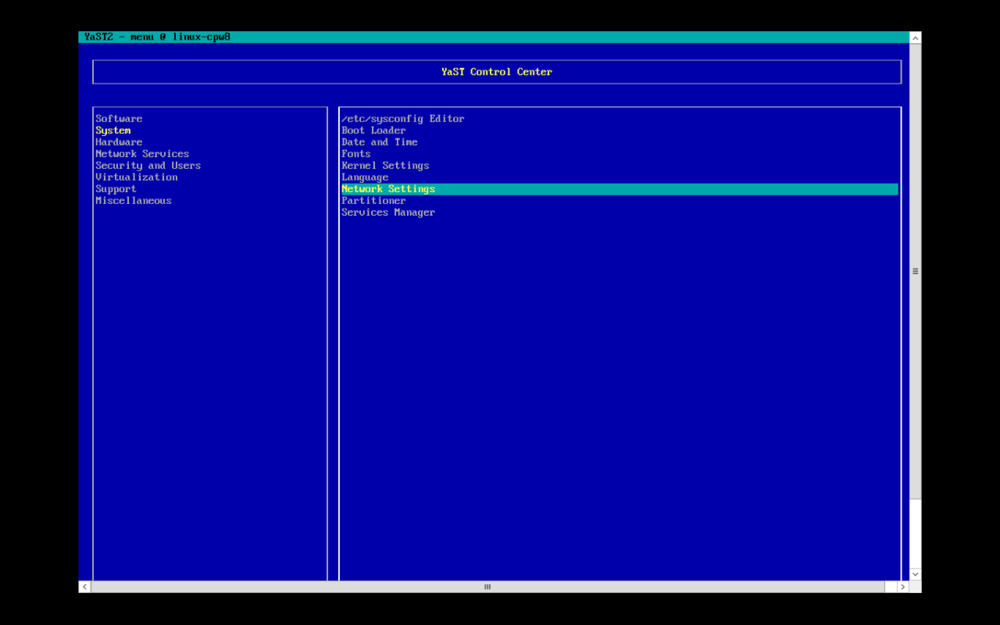 YaST2 - menu @ linux-cpw8
YaST Control Center
Software
System
Hardware
Network Services
Security and Users
Virtualization
Support
Miscellaneous
/etc/sysconfig Editor
Boot Loader
Date and Time
Fonts
Kernel Settings
Language
Network Settings
Partitioner
Services Manager